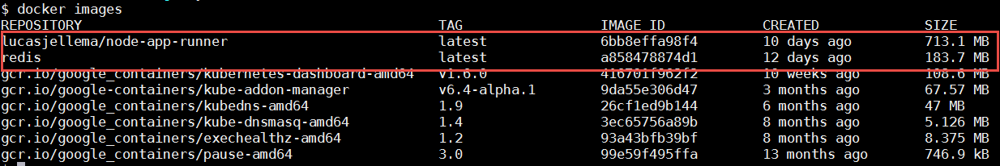 $ docker images
REPOSITORY TAG IMAGE ID CREATED SIZE
lucasjellema/node-app-runner latest 6bb8effa98f4 10 days ago 713.1 MB
redis latest a858478874d1 12 days ago 183.7 MB
gcr.io/google_containers/kubernetes-dashboard-amd64 v1.6.0 416701f962f2 10 weeks ago 108.6 MB
gcr.io/google-containers/kube-addon-manager v6.4-alpha.1 9da55e306d47 3 months ago 67.57 MB
gcr.io/google_containers/kubedns-amd64 1.9 26cf1ed9b144 6 months ago 47 MB
gcr.io/google_containers/kube-dnsmasq-amd64 1.4 3ec65756a89b 8 months ago 5.126 MB
gcr.io/google_containers/exechealthz-amd64 1.2 93a43bfb39bf 8 months ago 8.375 MB
gcr.io/google_containers/pause-amd64 3.0 99e59f495ffa 13 months ago 746.9 kB
$